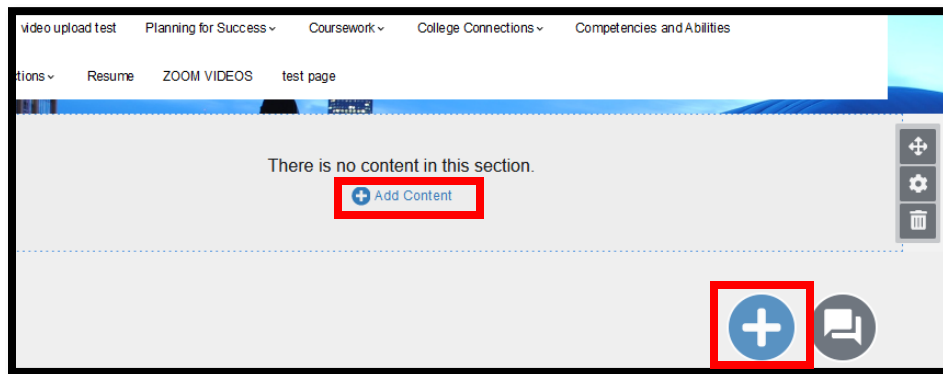 video upload test Planning for Success Coursework College Connections Competencies and Abilities
Resume ZOOM VIDEOS test page
There is no content in this section.
Add Content